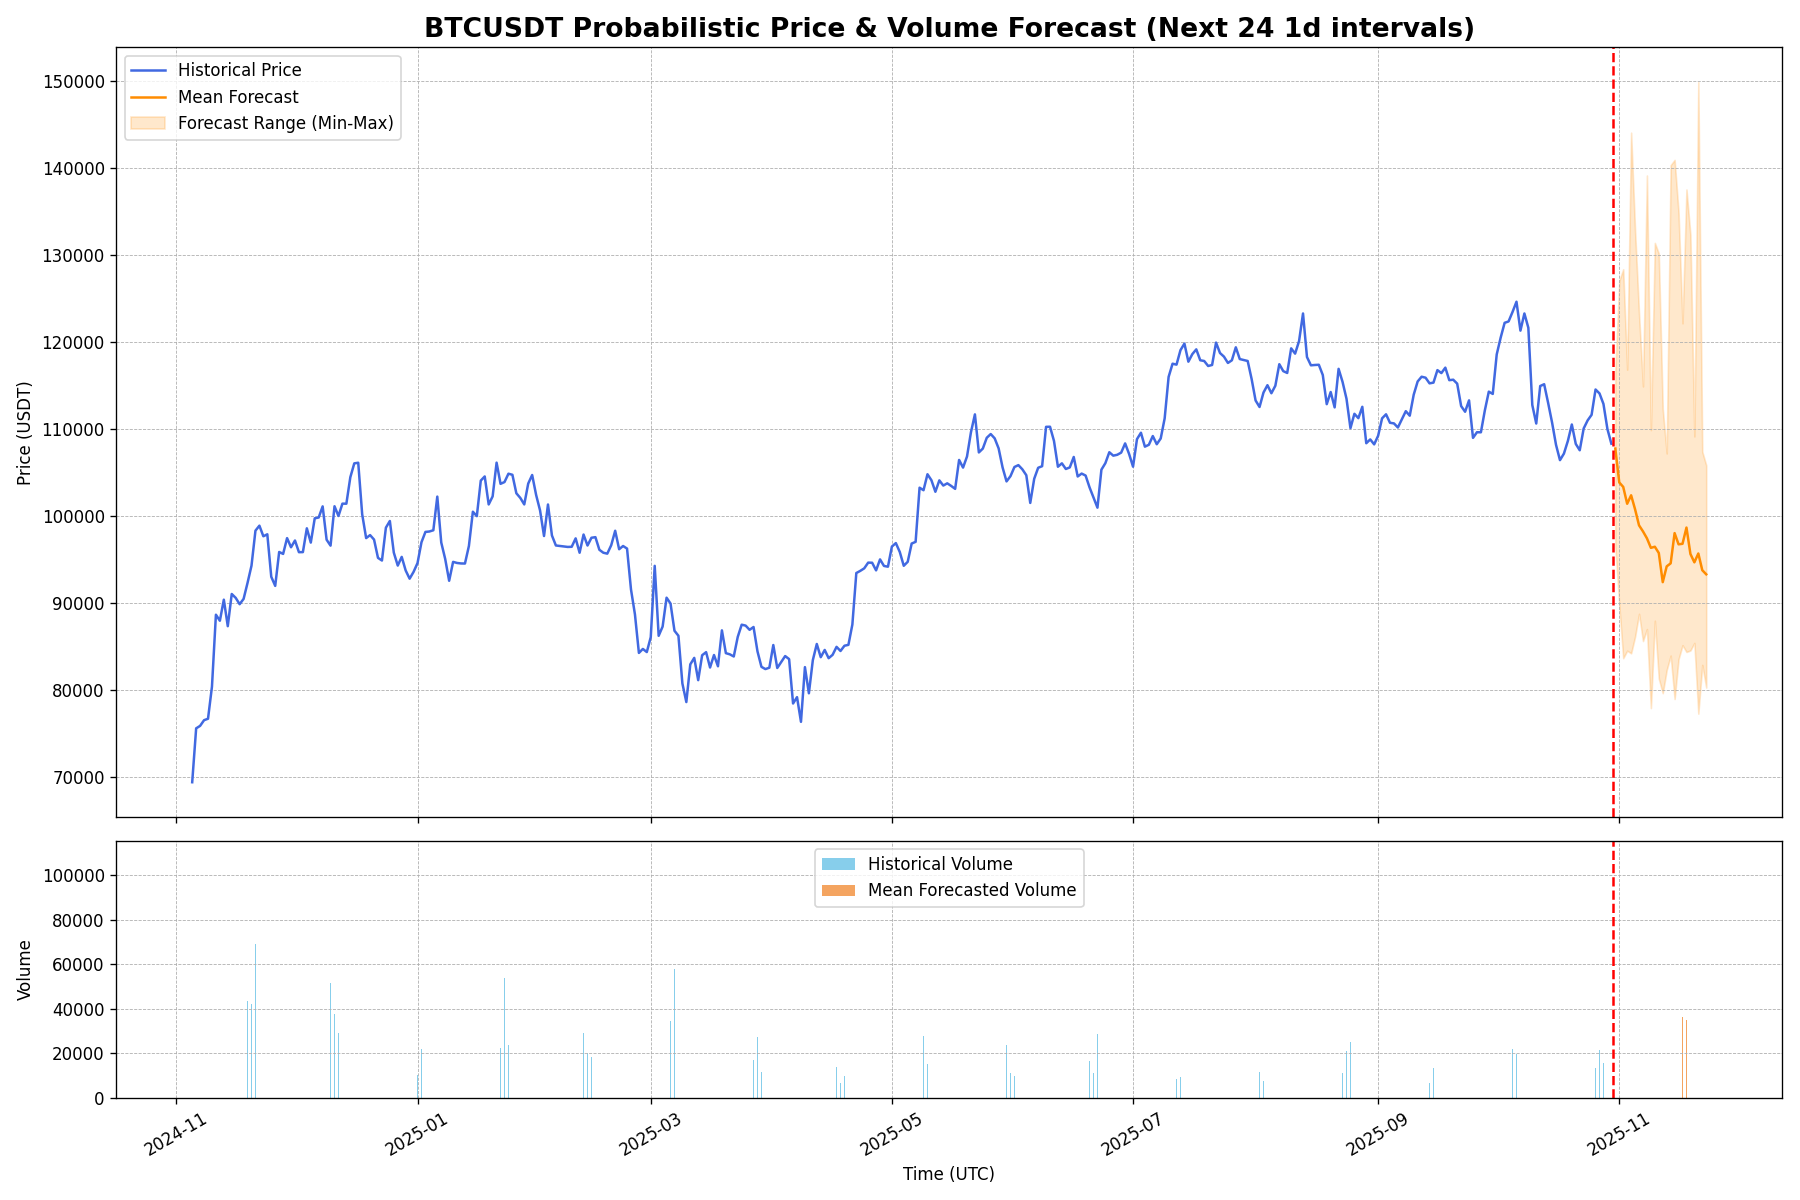 BTCUSDT Probabilistic Price & Volume Forecast (Next 24 1d intervals)
Historical Price
Mean Forecast
Forecast Range (Min-Max)
150000
140000
130000
120000
110000
100000
90000
80000
70000
Price (USDT)
Historical Volume
Mean Forecasted Volume
100000
80000
60000
40000
20000
0
Volume
2024-11
2025-01
2025-03
2025-05
2025-07
2025-09
2025-11
Time (UTC)